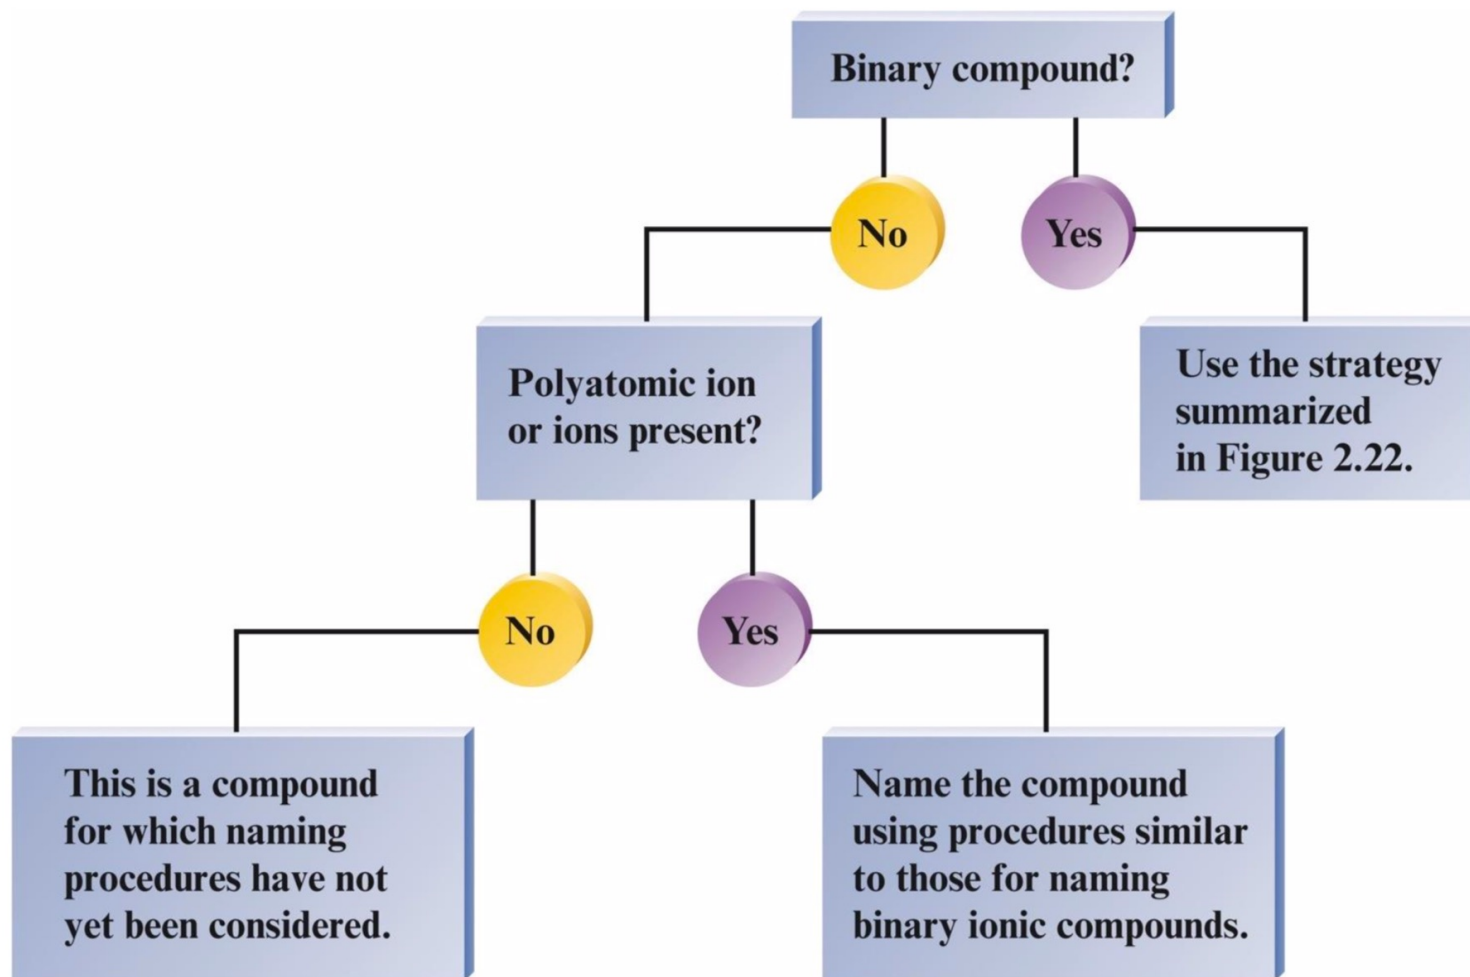 Binary compound?
No
Yes
Polyatomic ion
or ions present?
Use the strategy
summarized
in Figure 2.22.
No
Yes
This is a compound
for which naming
procedures have not
yet been considered.
Name the compound
using procedures similar
to those for naming
binary ionic compounds.